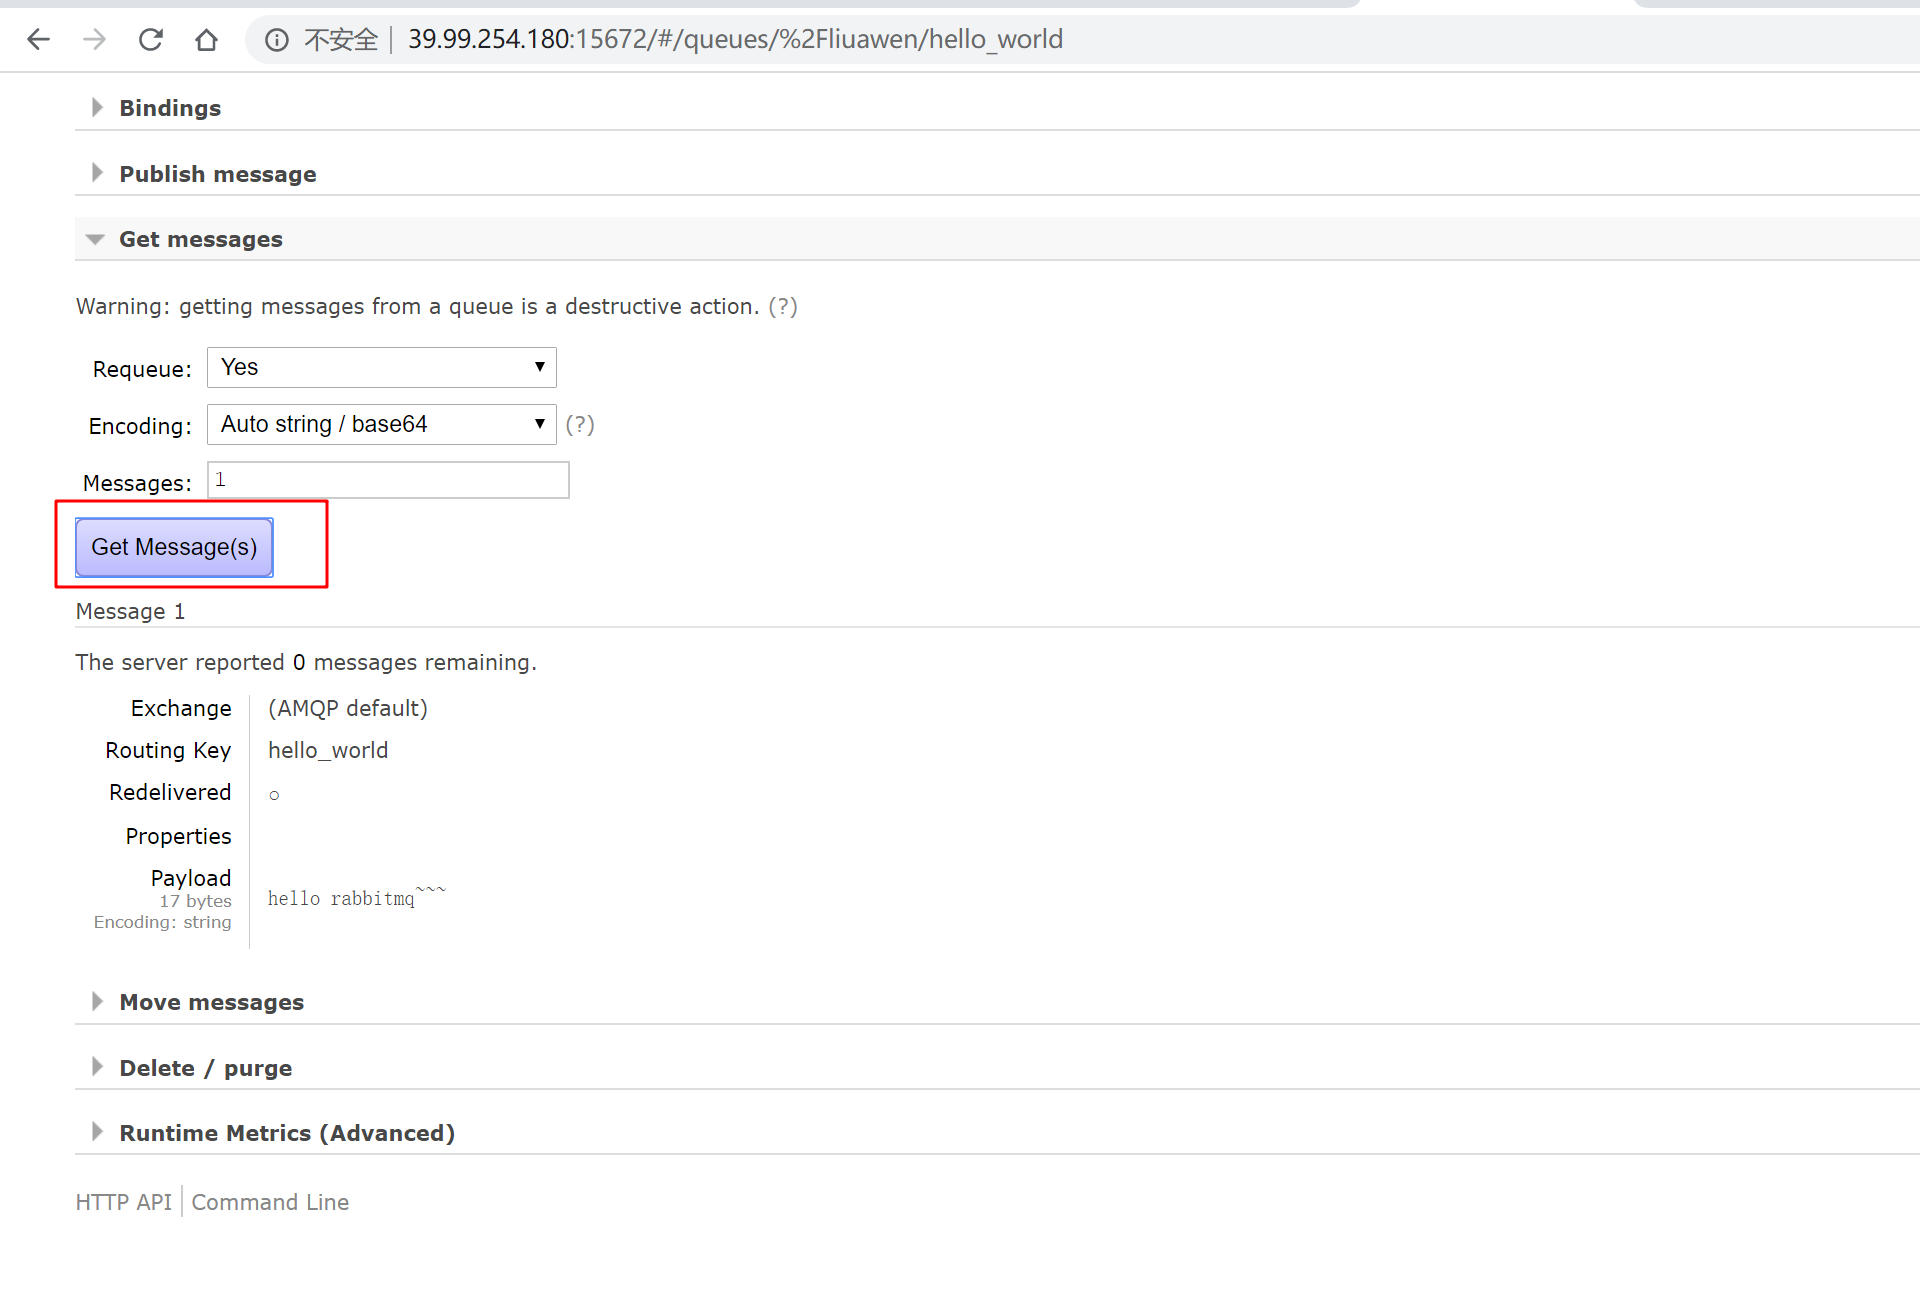 不安全 39.99.254.180:15672/#/queues/%2Fliuawen/hello_world
Bindings
Publish message
Get messages
Warning: getting messages from a queue is a destructive action. (?)
Requeue: Yes
Encoding: Auto string / base64 (?)
Messages: 1
Get Message(s)
Message 1
The server reported 0 messages remaining.
Exchange (AMQP default)
Routing Key hello_world
Redelivered ○
Properties
Payload
17 bytes
Encoding: string
hello rabbitmq~~~
Move messages
Delete / purge
Runtime Metrics (Advanced)
HTTP API Command Line